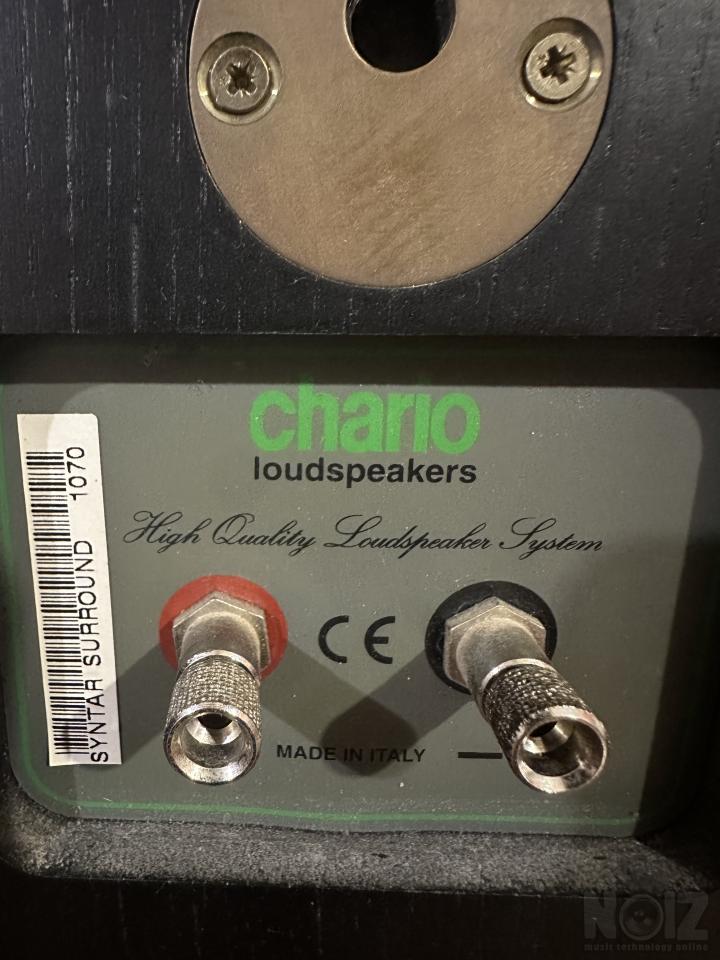 chario
loudspeakers
High Quality Loudspeaker System
SYNTAR SURROUND 1070
CE
MADE IN ITALY
NOIZ
music technology online